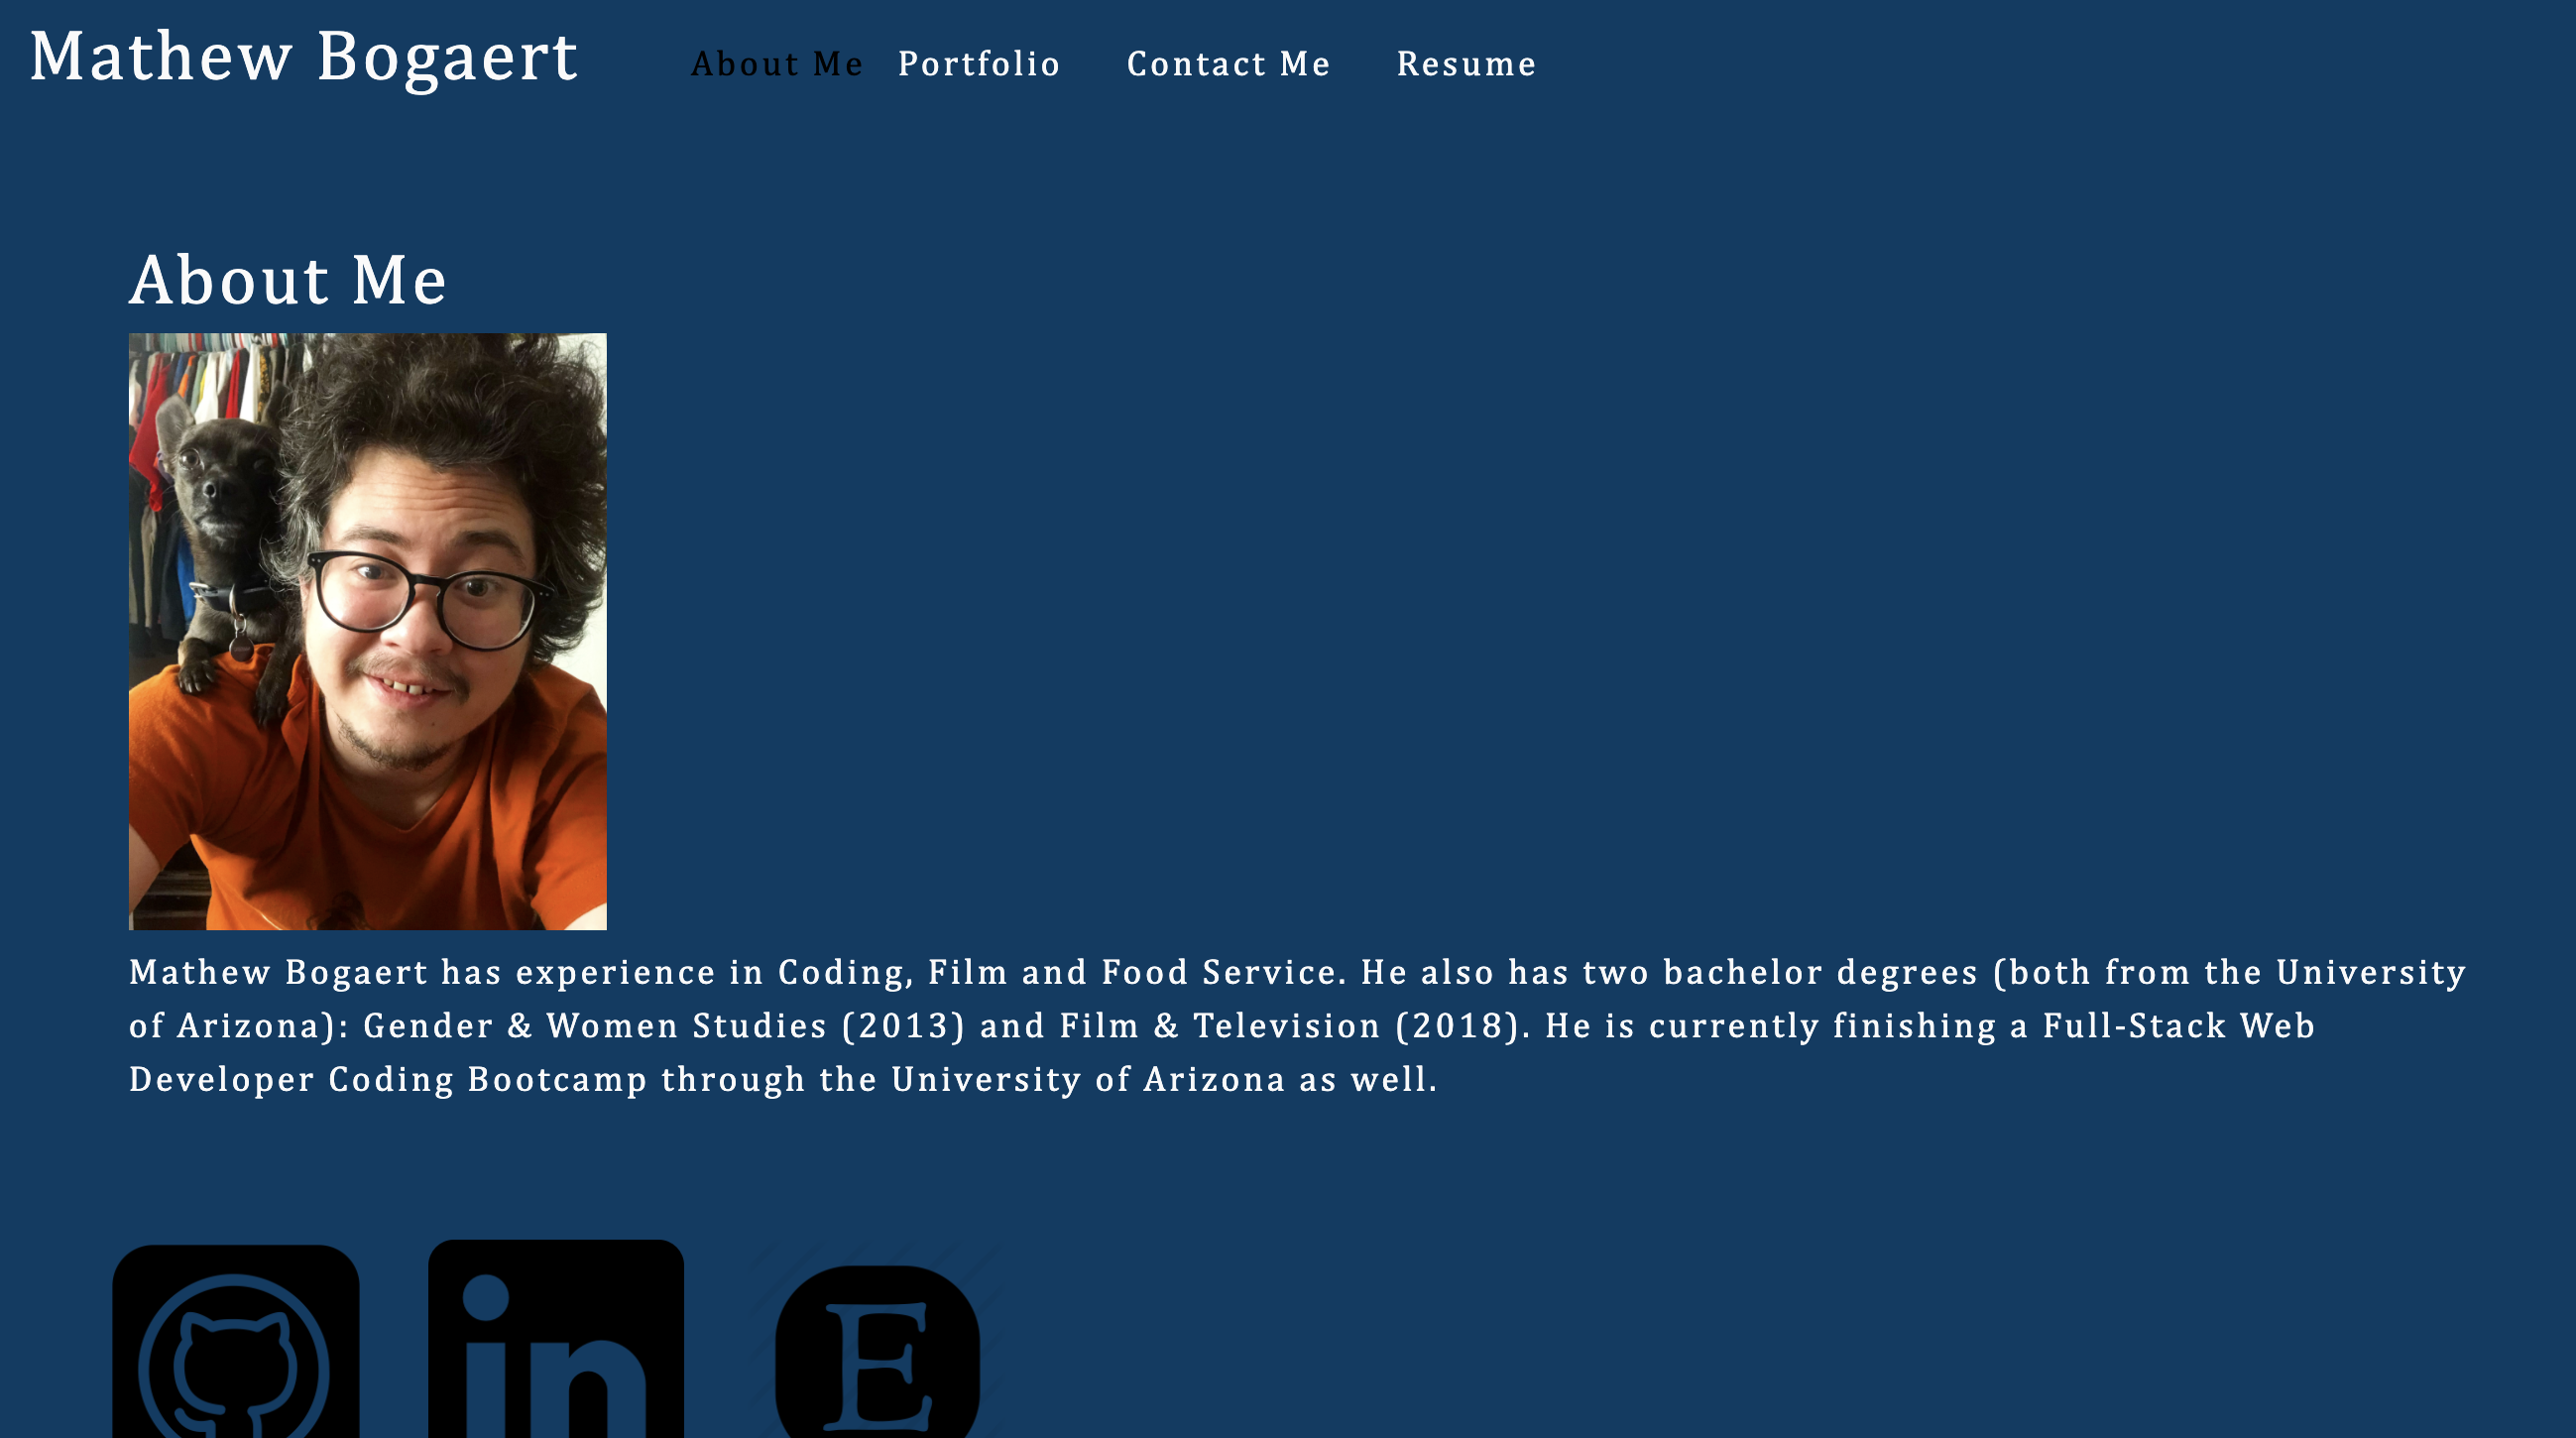 Mathew Bogaert
About Me Portfolio Contact Me Resume
About Me
Mathew Bogaert has experience in Coding, Film and Food Service. He also has two bachelor degrees (both from the University
of Arizona): Gender & Women Studies (2013) and Film & Television (2018). He is currently finishing a Full-Stack Web
Developer Coding Bootcamp through the University of Arizona as well.
in E